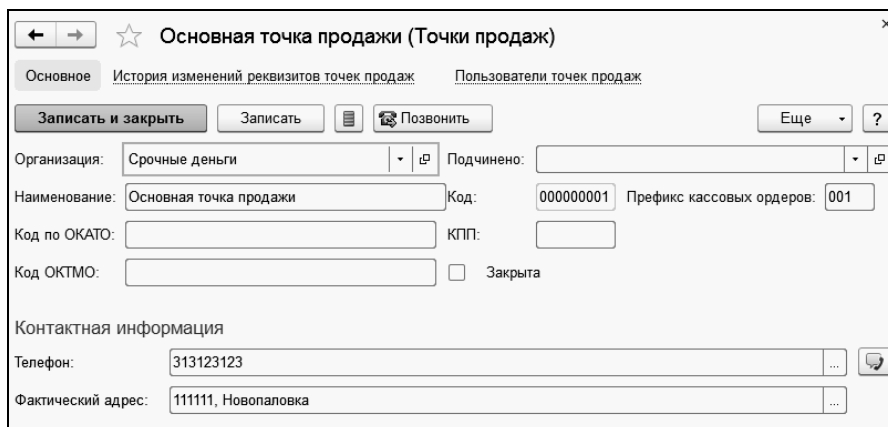 Основная точка продажи (Точки продаж)
Основное История изменений реквизитов точек продаж Пользователи точек продаж
Записать и закрыть Записать Позвонить Еще ?
Организация: Срочные деньги Подчинено:
Наименование: Основная точка продажи Код: 000000001 Префикс кассовых ордеров: 001
Код по ОКАТО: КПП:
Код ОКТМО: Закрыта
Контактная информация
Телефон: 313123123 ...
Фактический адрес: 111111, Новопаловка ...